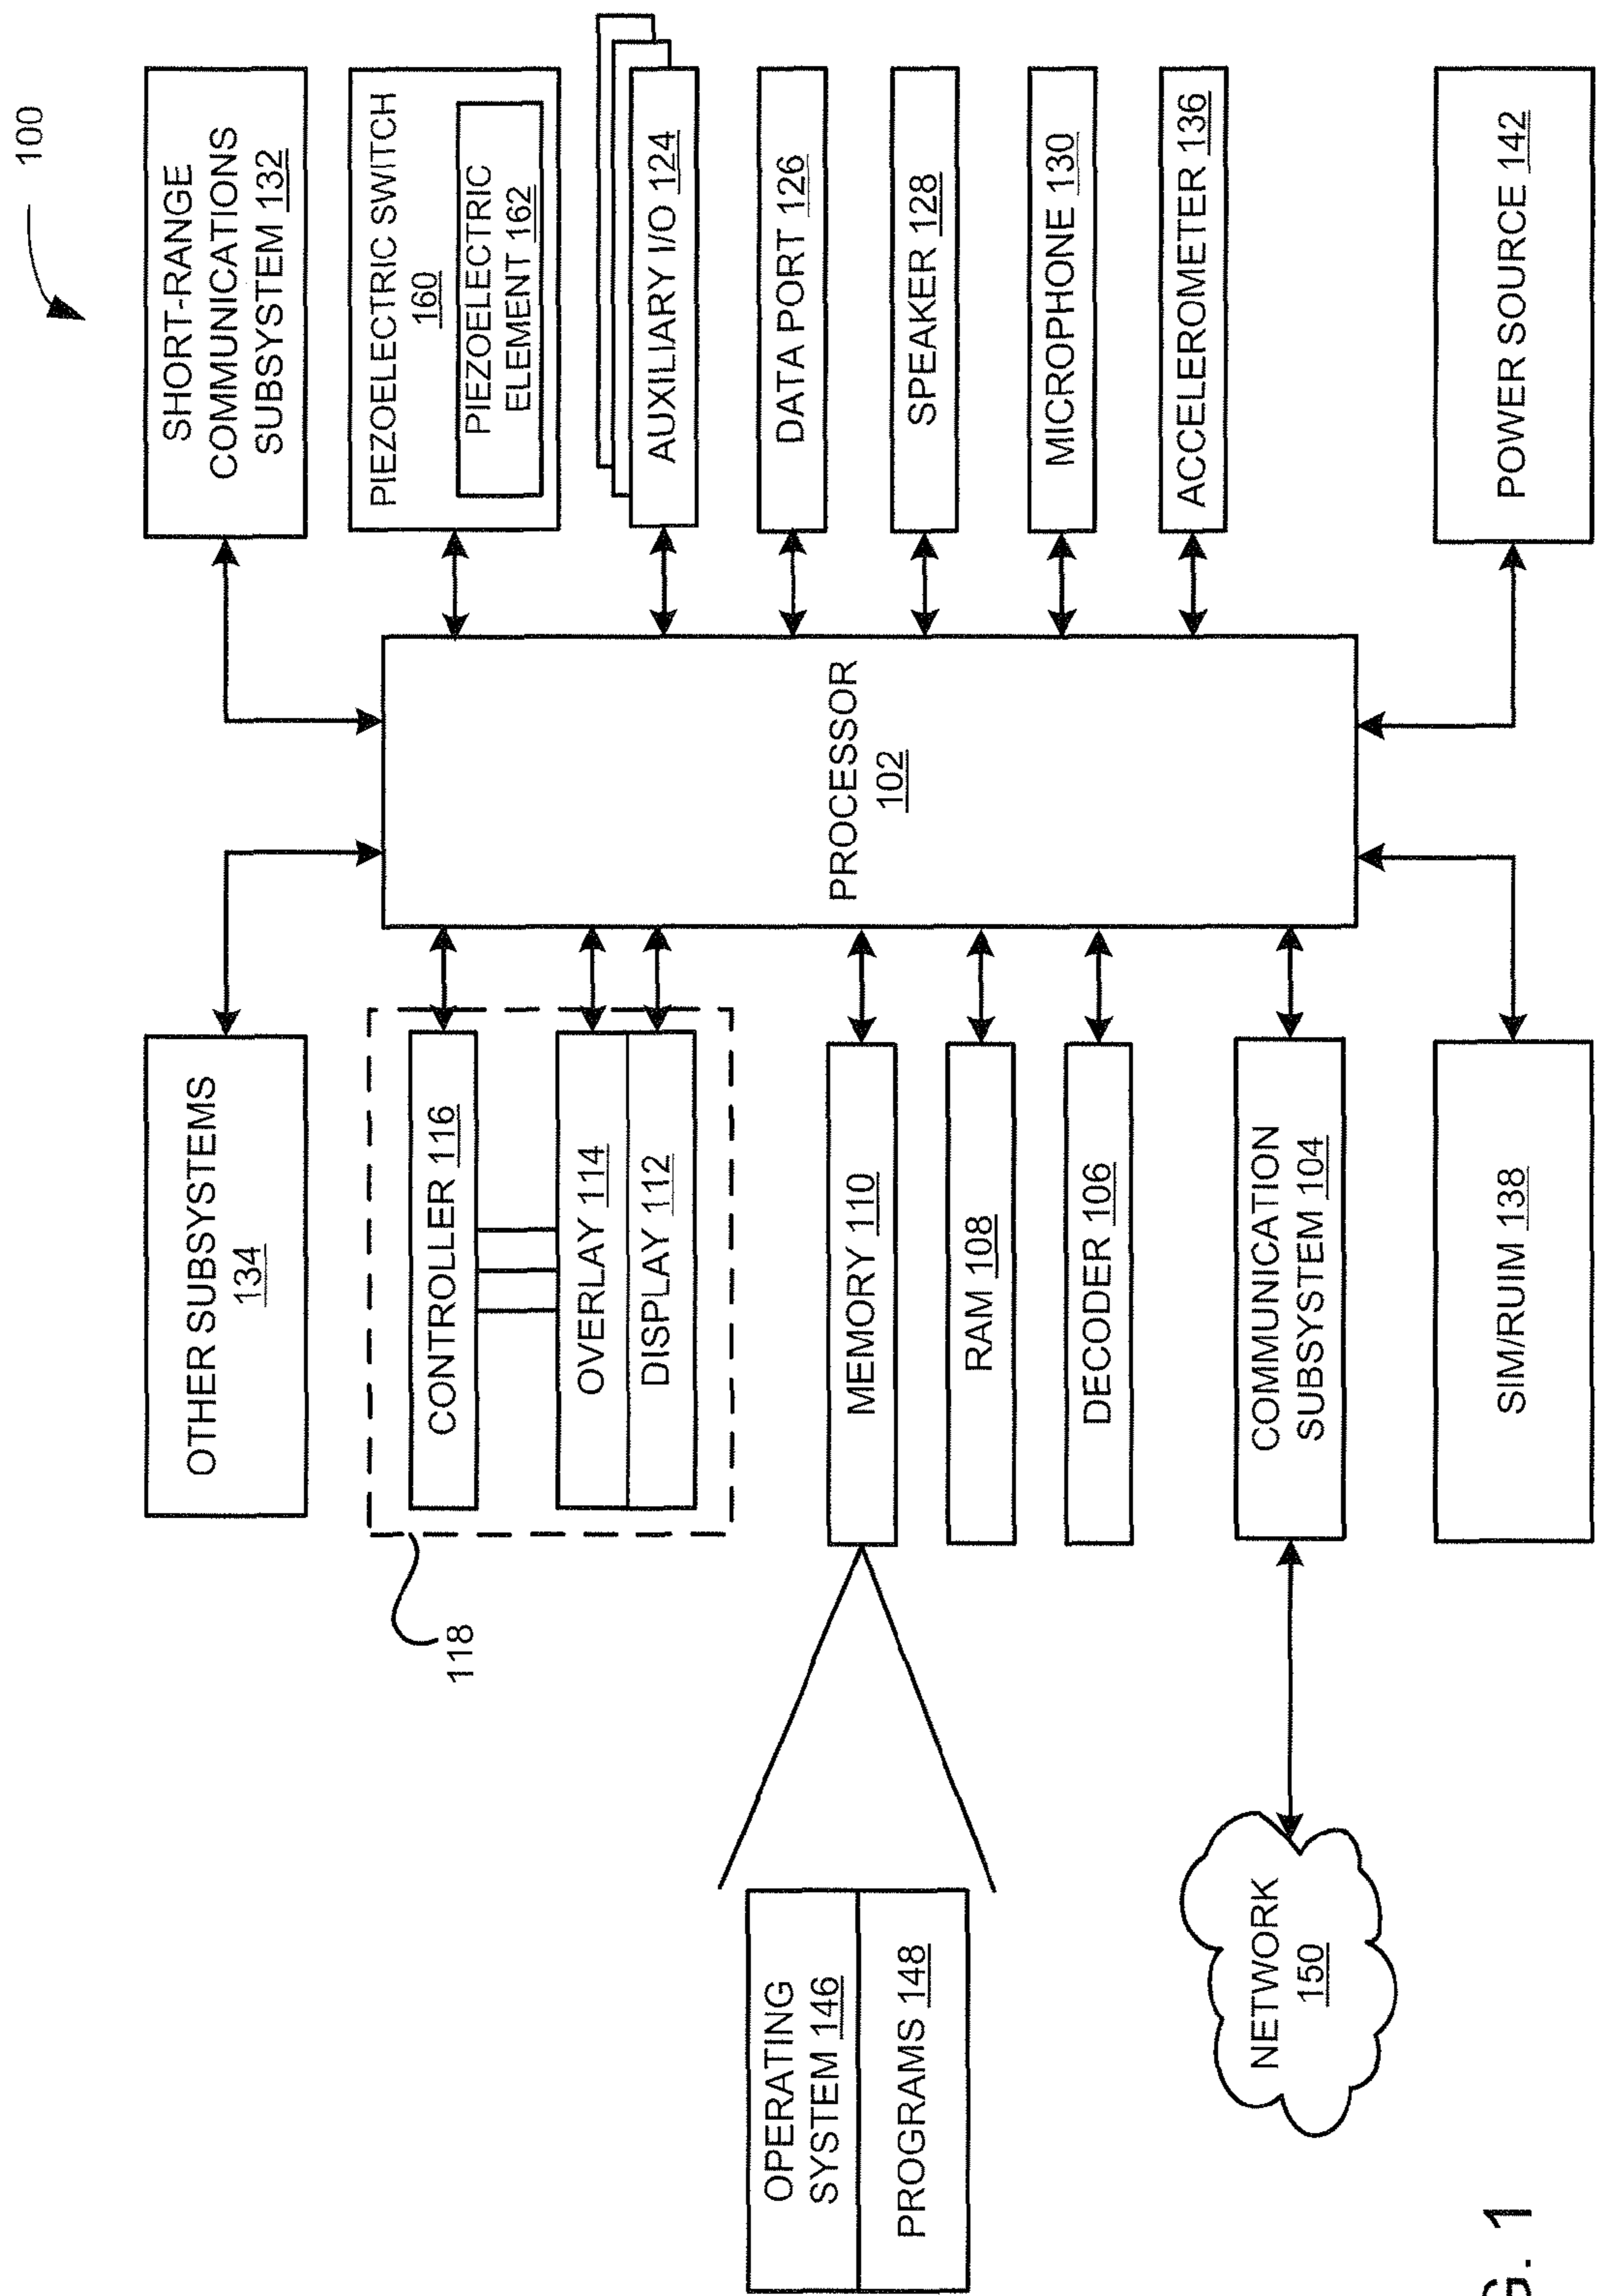 100
OTHER SUBSYSTEMS
134
SHORT-RANGE
COMMUNICATIONS
SUBSYSTEM 132
118
CONTROLLER 116
OVERLAY 114
DISPLAY 112
PIEZOELECTRIC SWITCH
160
PIEZOELECTRIC
ELEMENT 162
AUXILIARY I/O 124
OPERATING
SYSTEM 146
PROGRAMS 148
MEMORY 110
RAM 108
DECODER 106
PROCESSOR
102
DATA PORT 126
SPEAKER 128
MICROPHONE 130
ACCELEROMETER 136
NETWORK
150
COMMUNICATION
SUBSYSTEM 104
SIM/RUIM 138
POWER SOURCE 142
G. 1